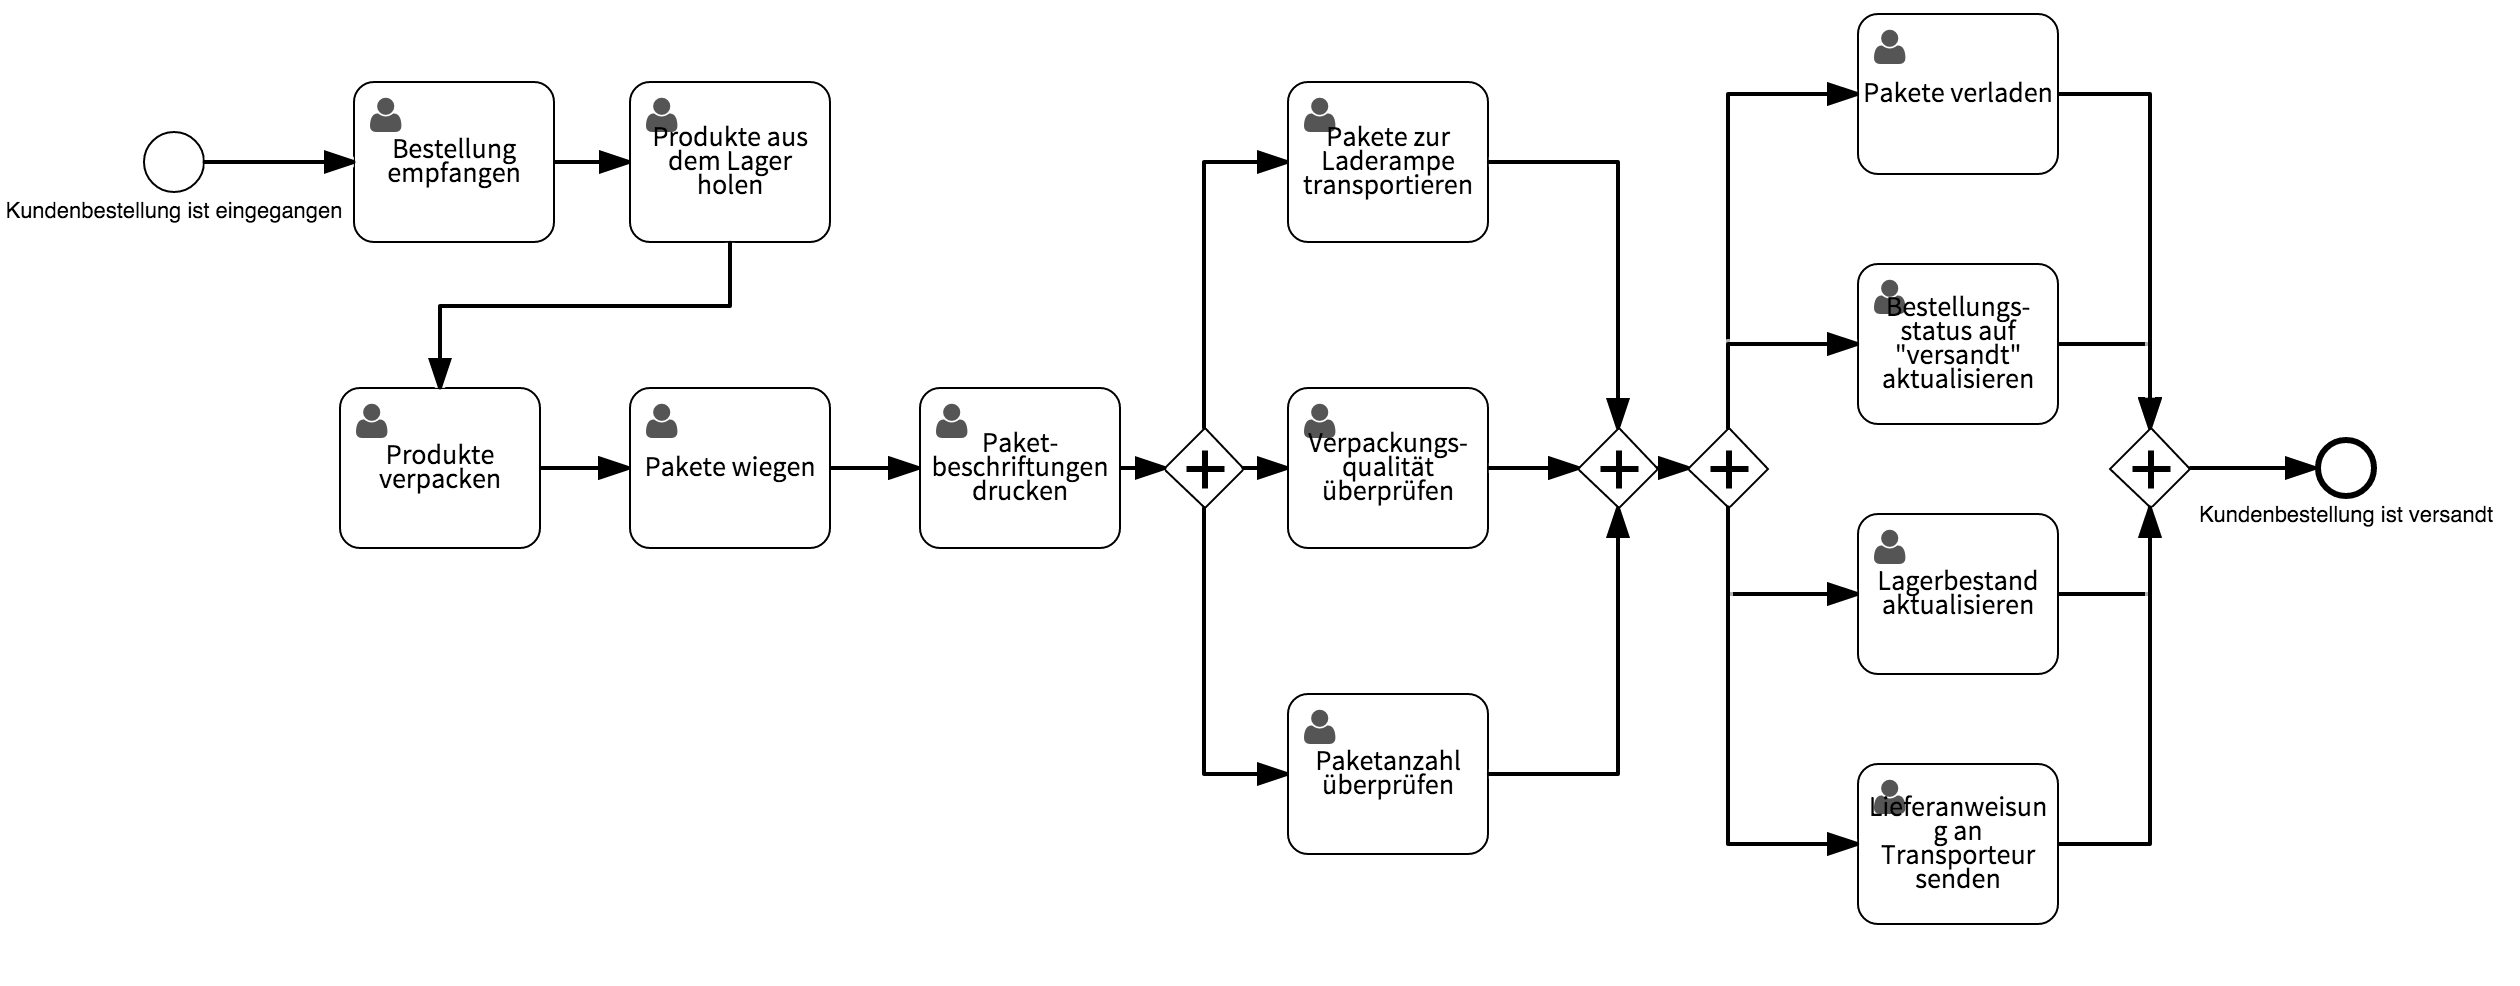 Kundenbestellung ist eingegangen
Bestellung
empfangen
Produkte aus
dem Lager
holen
Produkte
verpacken
Pakete wiegen
Paket-
beschriftungen
drucken
Pakete zur
Laderampe
transportieren
Verpackungs-
qualität
überprüfen
Paketanzahl
überprüfen
Pakete verladen
Bestellungs-
status auf
"versandt"
aktualisieren
Lagerbestand
aktualisieren
Lieferanweisun
g an
Transporteur
senden
Kundenbestellung ist versandt